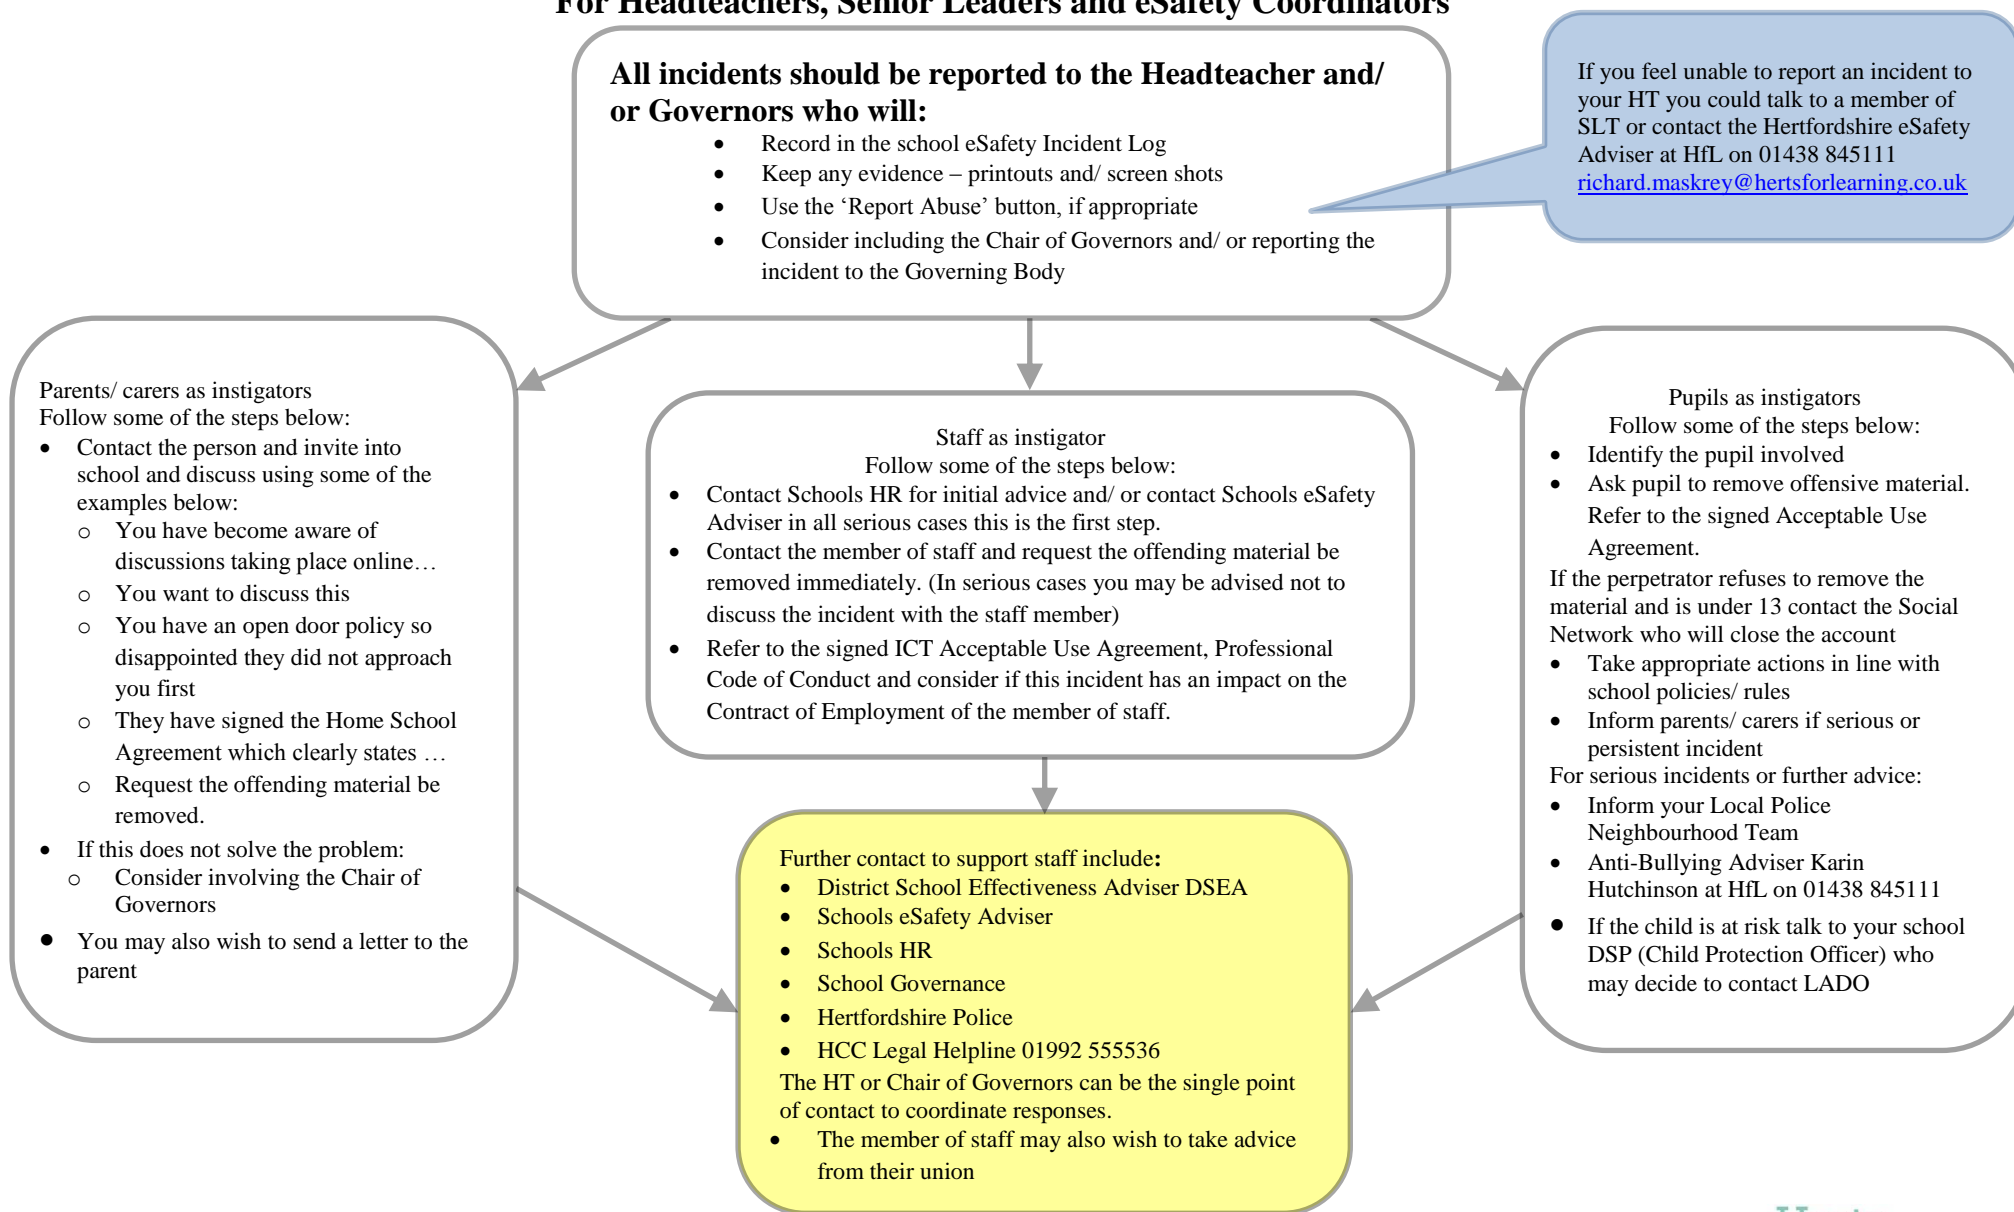 For Headteachers, Senior Leaders and eSafety Coordinators
All incidents should be reported to the Headteacher and/
or Governors who will:
• Record in the school eSafety Incident Log
• Keep any evidence – printouts and/ screen shots
• Use the ‘Report Abuse’ button, if appropriate
• Consider including the Chair of Governors and/ or reporting the
incident to the Governing Body
If you feel unable to report an incident to
your HT you could talk to a member of
SLT or contact the Hertfordshire eSafety
Adviser at HfL on 01438 845111
richard.maskrey@hertsforlearning.co.uk
Parents/ carers as instigators
Follow some of the steps below:
• Contact the person and invite into
school and discuss using some of the
examples below:
o You have become aware of
discussions taking place online…
o You want to discuss this
o You have an open door policy so
disappointed they did not approach
you first
o They have signed the Home School
Agreement which clearly states …
o Request the offending material be
removed.
• If this does not solve the problem:
o Consider involving the Chair of
Governors
• You may also wish to send a letter to the
parent
Staff as instigator
Follow some of the steps below:
• Contact Schools HR for initial advice and/ or contact Schools eSafety
Adviser in all serious cases this is the first step.
• Contact the member of staff and request the offending material be
removed immediately. (In serious cases you may be advised not to
discuss the incident with the staff member)
• Refer to the signed ICT Acceptable Use Agreement, Professional
Code of Conduct and consider if this incident has an impact on the
Contract of Employment of the member of staff.
Pupils as instigators
Follow some of the steps below:
• Identify the pupil involved
• Ask pupil to remove offensive material.
Refer to the signed Acceptable Use
Agreement.
If the perpetrator refuses to remove the
material and is under 13 contact the Social
Network who will close the account
• Take appropriate actions in line with
school policies/ rules
• Inform parents/ carers if serious or
persistent incident
For serious incidents or further advice:
• Inform your Local Police
Neighbourhood Team
• Anti-Bullying Adviser Karin
Hutchinson at HfL on 01438 845111
• If the child is at risk talk to your school
DSP (Child Protection Officer) who
may decide to contact LADO
Further contact to support staff include:
• District School Effectiveness Adviser DSEA
• Schools eSafety Adviser
• Schools HR
• School Governance
• Hertfordshire Police
• HCC Legal Helpline 01992 555536
The HT or Chair of Governors can be the single point
of contact to coordinate responses.
• The member of staff may also wish to take advice
from their union